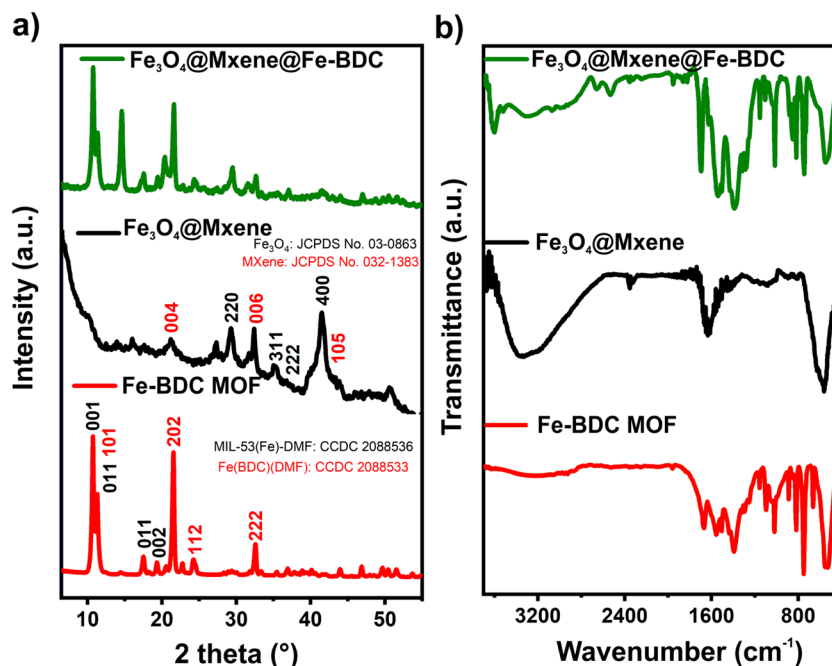 a)
Fe₃O₄@Mxene@Fe-BDC
Fe₃O₄@Mxene
Fe₃O₄: JCPDS No. 03-0863
MXene: JCPDS No. 032-1383
004
220
006
311
222
400
105
Fe-BDC MOF
001
011
101
MIL-53(Fe)-DMF: CCDC 2088536
Fe(BDC)(DMF): CCDC 2088533
011
002
202
112
222
Intensity (a.u.)
10 20 30 40 50
2 theta (°)
b)
Fe₃O₄@Mxene@Fe-BDC
Fe₃O₄@Mxene
Fe-BDC MOF
Transmittance (a.u.)
3200 2400 1600 800
Wavenumber (cm⁻¹)